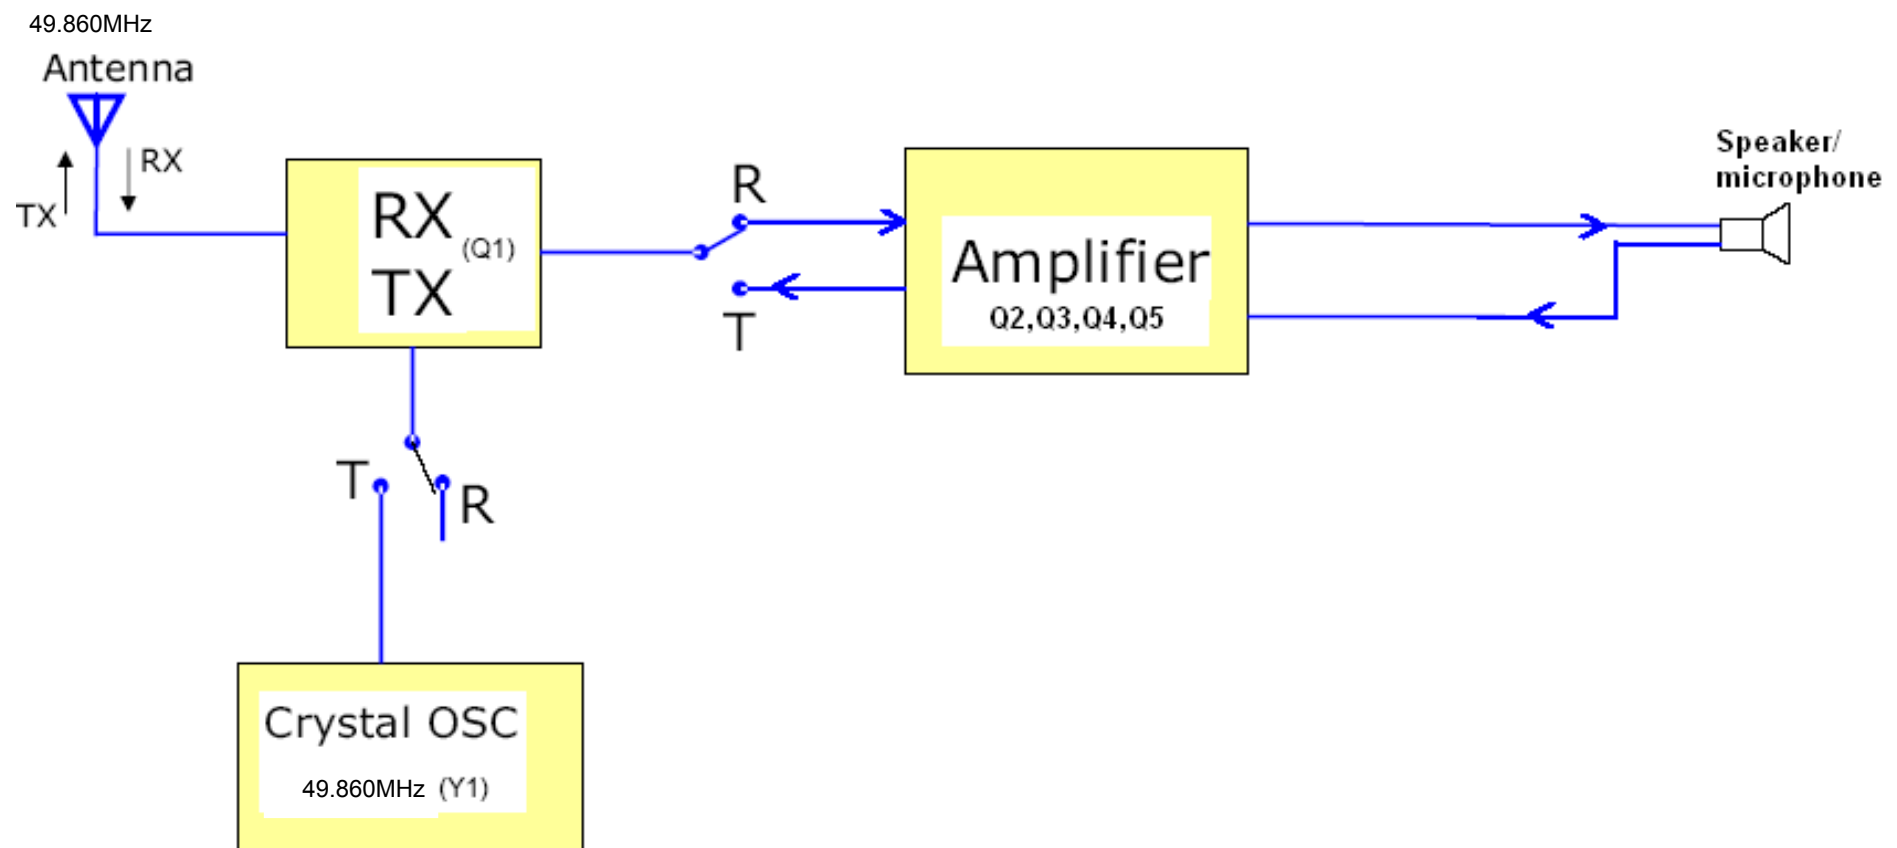 49.860MHz
Antenna
TX
RX
RX
(Q1)
TX
R
T
Amplifier
Q2,Q3,Q4,Q5
Speaker/
microphone
T
R
Crystal OSC
49.860MHz (Y1)